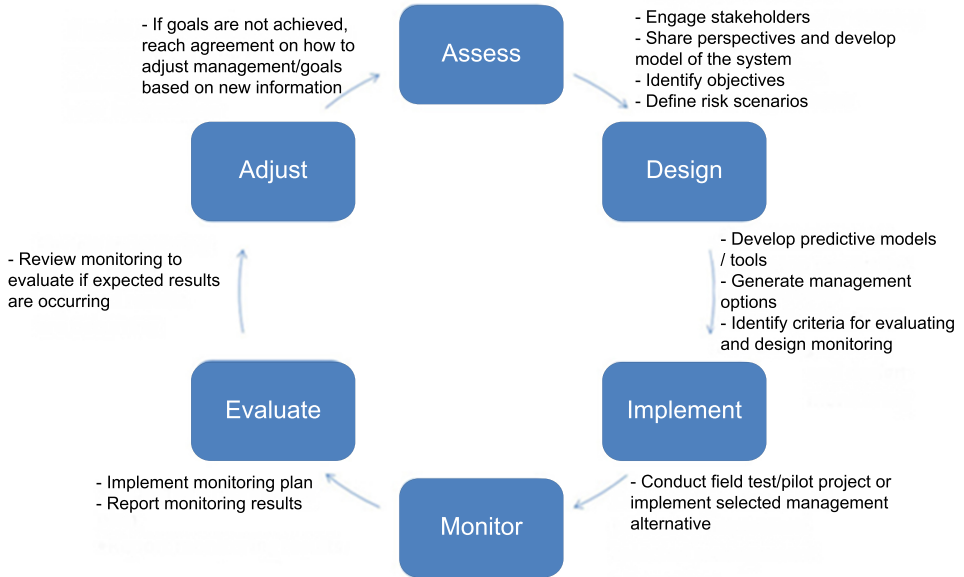 Assess
- Engage stakeholders
- Share perspectives and develop
model of the system
- Identify objectives
- Define risk scenarios
Design
- Develop predictive models
/ tools
- Generate management
options
- Identify criteria for evaluating
and design monitoring
Implement
- Conduct field test/pilot project or
implement selected management
alternative
Monitor
- Implement monitoring plan
- Report monitoring results
Evaluate
- Review monitoring to
evaluate if expected results
are occurring
Adjust
- If goals are not achieved,
reach agreement on how to
adjust management/goals
based on new information